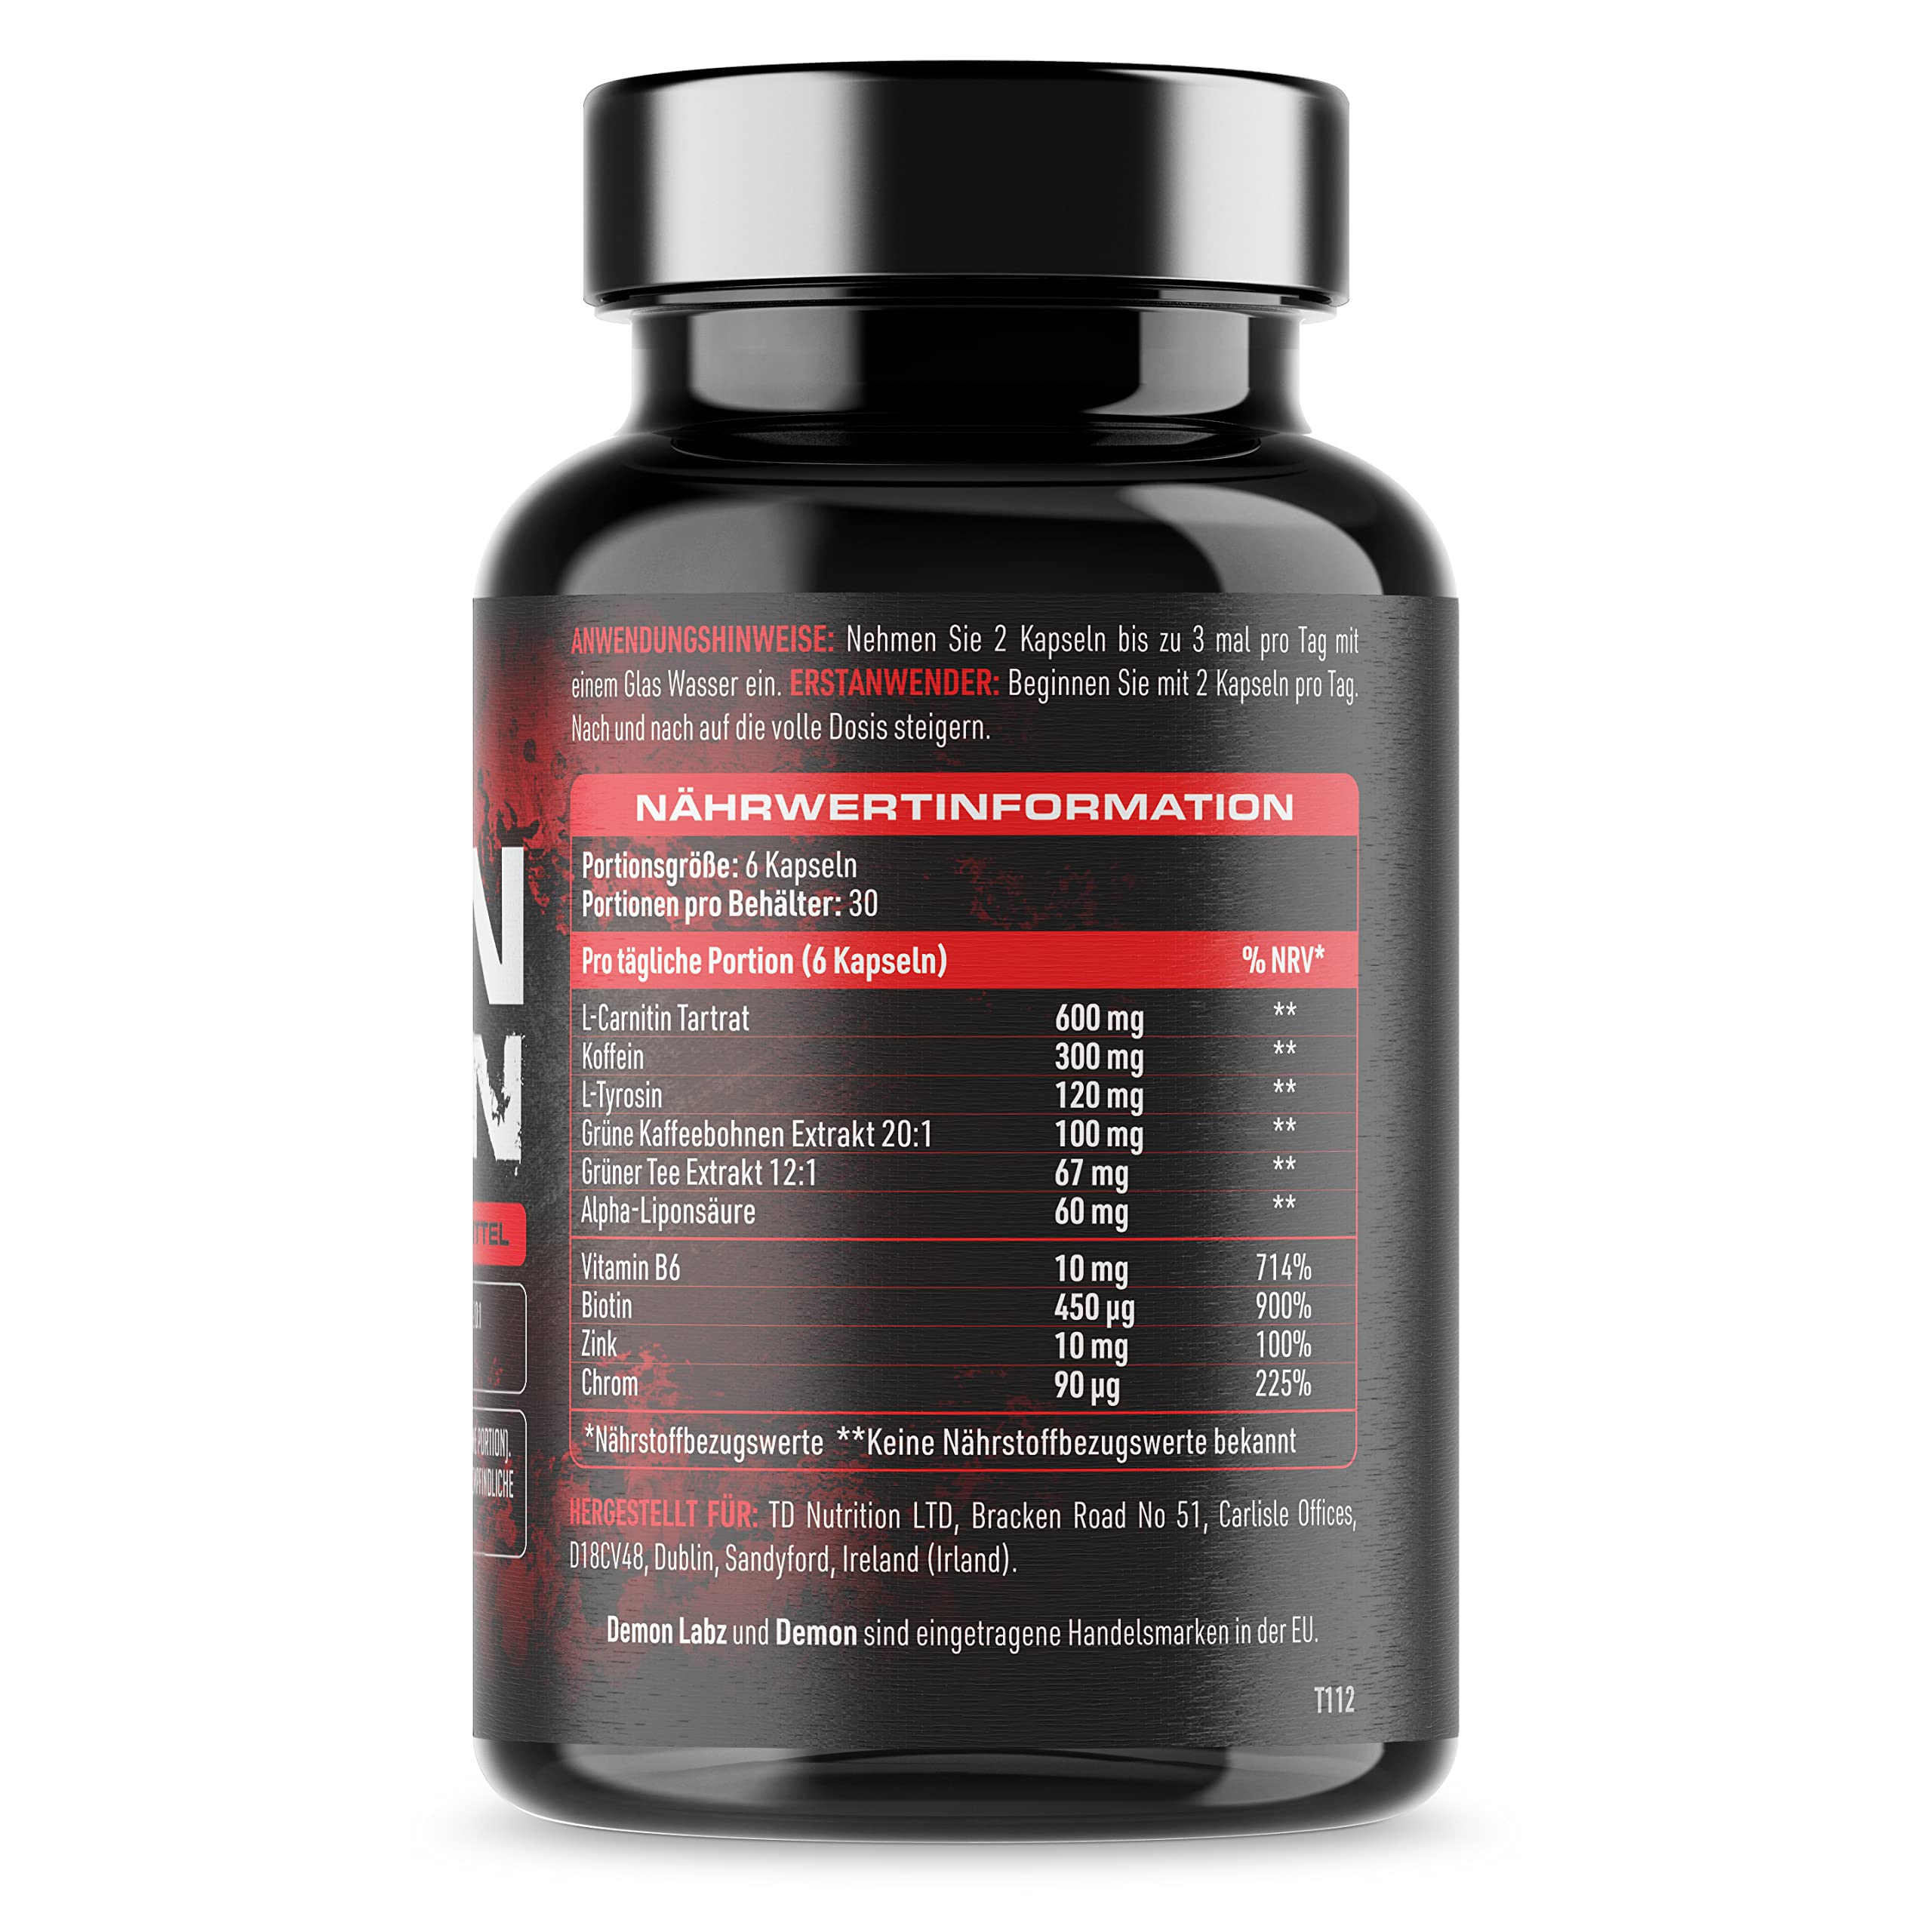 ANWENDUNGSHINWEISE: Nehmen Sie 2 Kapseln bis zu 3 mal pro Tag mit
einem Glas Wasser ein. ERSTANWENDER: Beginnen Sie mit 2 Kapseln pro Tag.
Nach und nach auf die volle Dosis steigern.
NÄHRWERTINFORMATION
Portionsgröße: 6 Kapseln
Portionen pro Behälter: 30
Pro tägliche Portion (6 Kapseln) % NRV*
L-Carnitin Tartrat 600 mg **
Koffein 300 mg **
L-Tyrosin 120 mg **
Grüne Kaffeebohnen Extrakt 20:1 100 mg **
Grüner Tee Extrakt 12:1 67 mg **
Alpha-Liponsäure 60 mg **
Vitamin B6 10 mg 714%
Biotin 450 µg 900%
Zink 10 mg 100%
Chrom 90 µg 225%
*Nährstoffbezugswerte **Keine Nährstoffbezugswerte bekannt
HERGESTELLT FÜR: TD Nutrition LTD, Bracken Road No 51, Carlisle Offices,
D18CV48, Dublin, Sandyford, Ireland (Irland).
Demon Labz und Demon sind eingetragene Handelsmarken in der EU.
T112
N
N
PORTION).